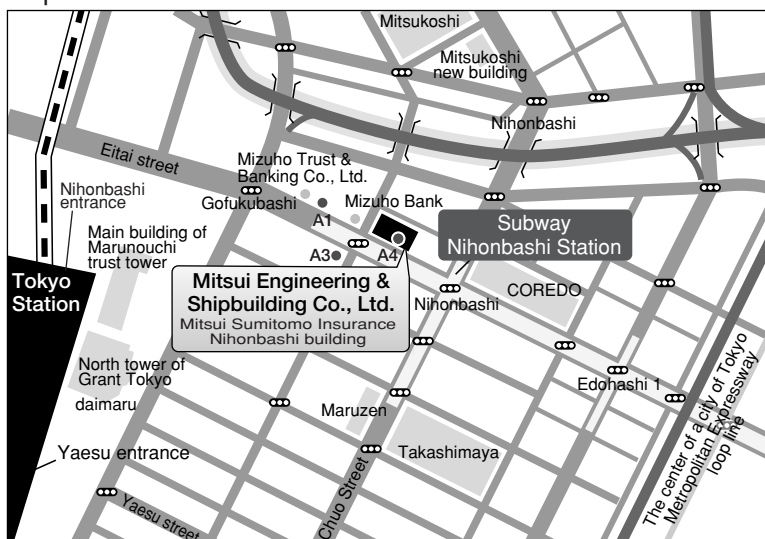 Mitsukoshi
Mitsukoshi
new building
Nihonbashi
Eitai street
Mizuho Trust &
Banking Co., Ltd.
Nihonbashi
entrance
Gofukubashi
A1
Mizuho Bank
Subway
Nihonbashi Station
Main building of
Marunouchi
trust tower
A3
A4
Tokyo
Station
Mitsui Engineering &
Shipbuilding Co., Ltd.
Mitsui Sumitomo Insurance
Nihonbashi building
Nihonbashi
COREDO
North tower of
Grant Tokyo
daimaru
Edohashi 1
Maruzen
Takashimaya
Yaesu entrance
Yaesu street
Chuo Street
The center of a city of Tokyo
Metropolitan Expressway
loop line